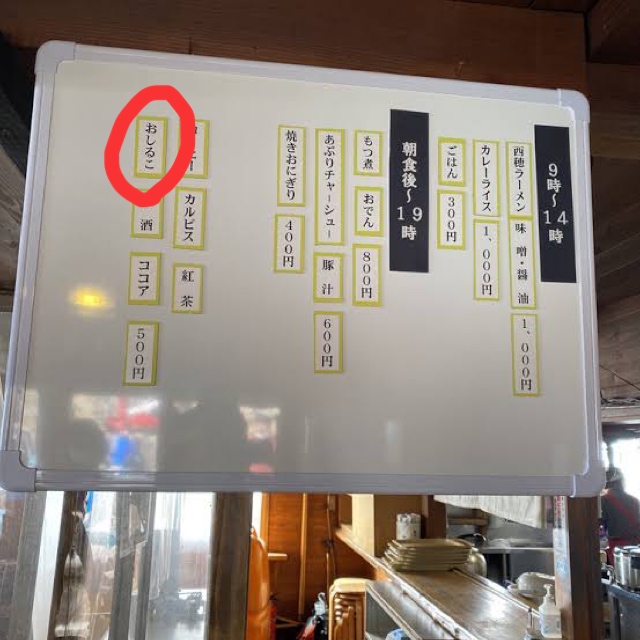 9時〜14時
西穂ラーメン 味噌・醤油 1,000円
カレーライス 1,000円
ごはん 300円
朝食後〜19時
もつ煮 おでん 800円
あぶりチャーシュー 豚汁 600円
焼きおにぎり 400円
カルピス 紅茶
おしるこ 酒 ココア 500円